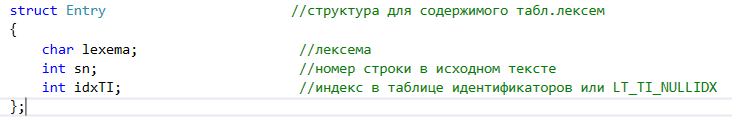 struct Entry //структура для содержимого табл.лексем
{
char lexema; //лексема
int sn; //номер строки в исходном тексте
int idxTI; //индекс в таблице идентификаторов или LT_TI_NULLIDX
};